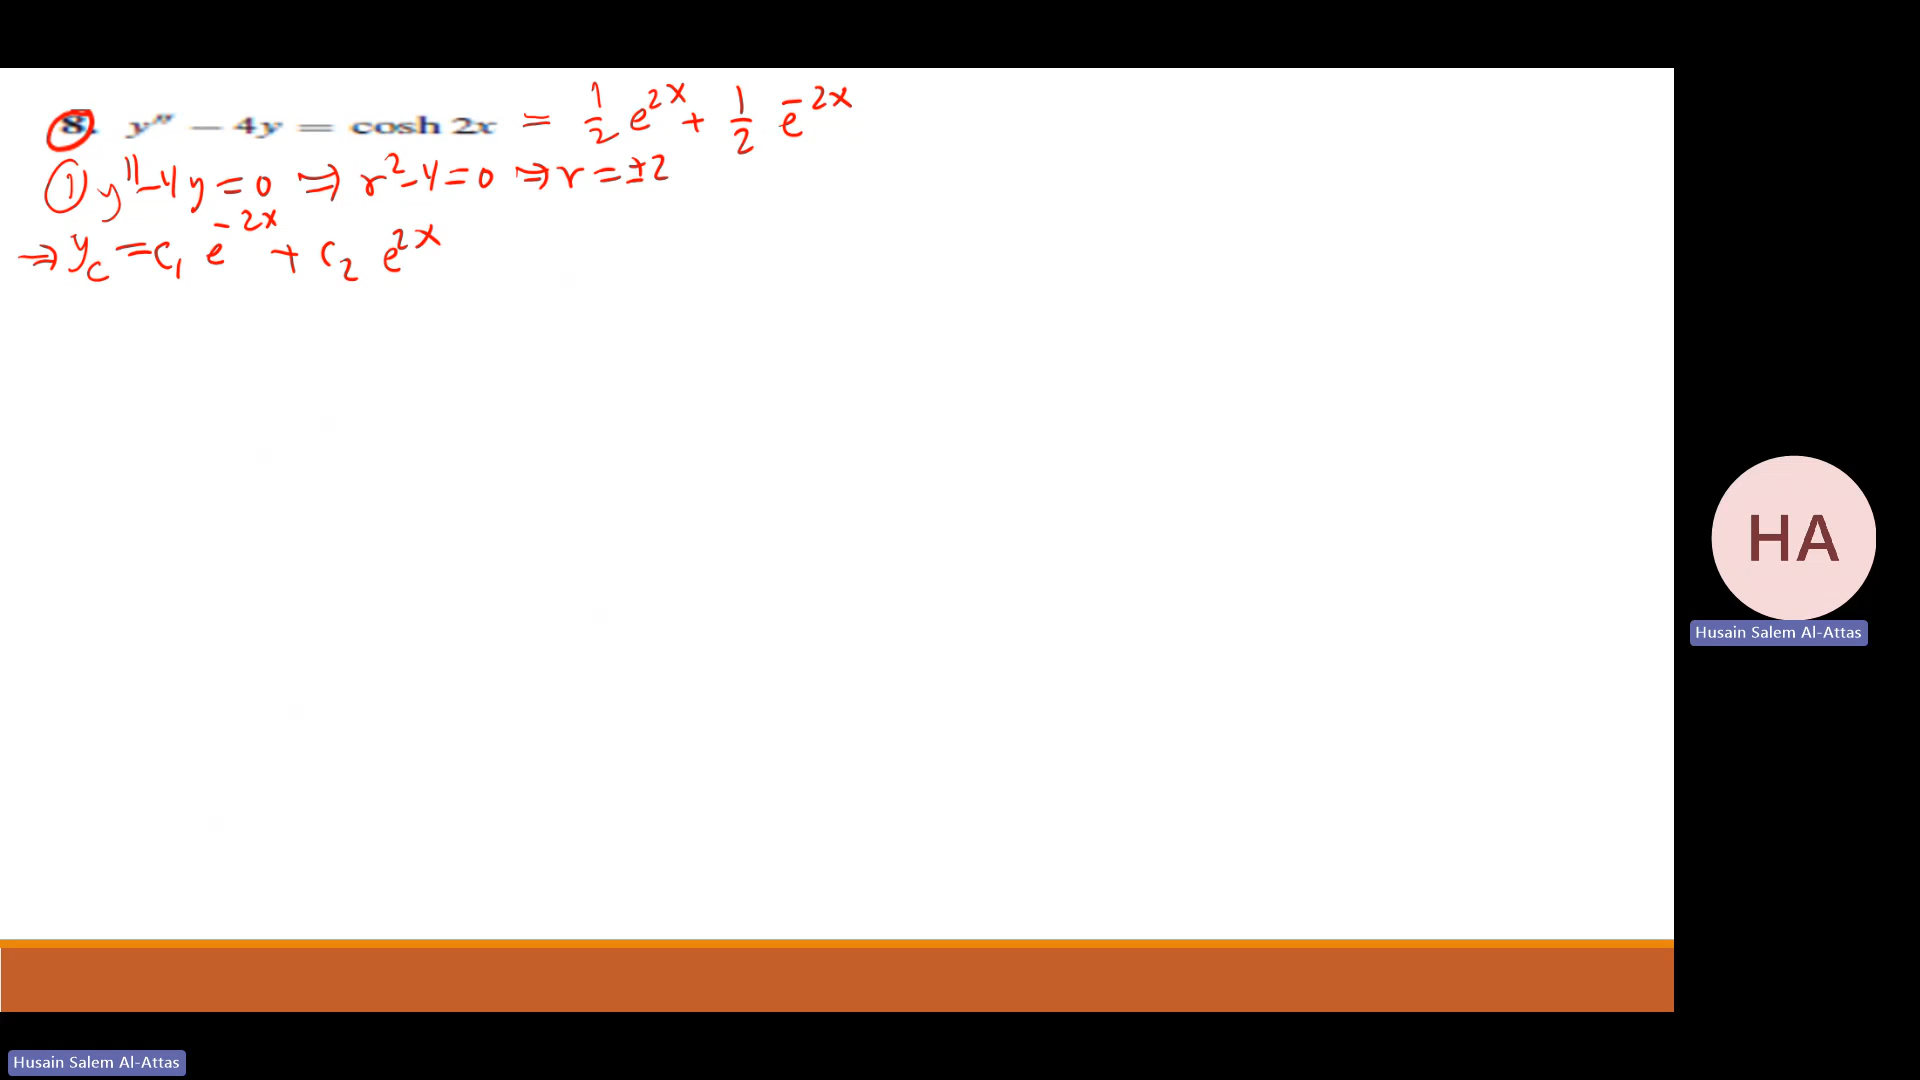 8. y″ − 4y = cosh 2x = 1/2 e^2x + 1/2 e^-2x
① y″-4y=0 ⇒ r²-4=0 ⇒ r=±2
⇒ y_c = c₁ e^-2x + c₂ e^2x
HA
Husain Salem Al-Attas
Husain Salem Al-Attas